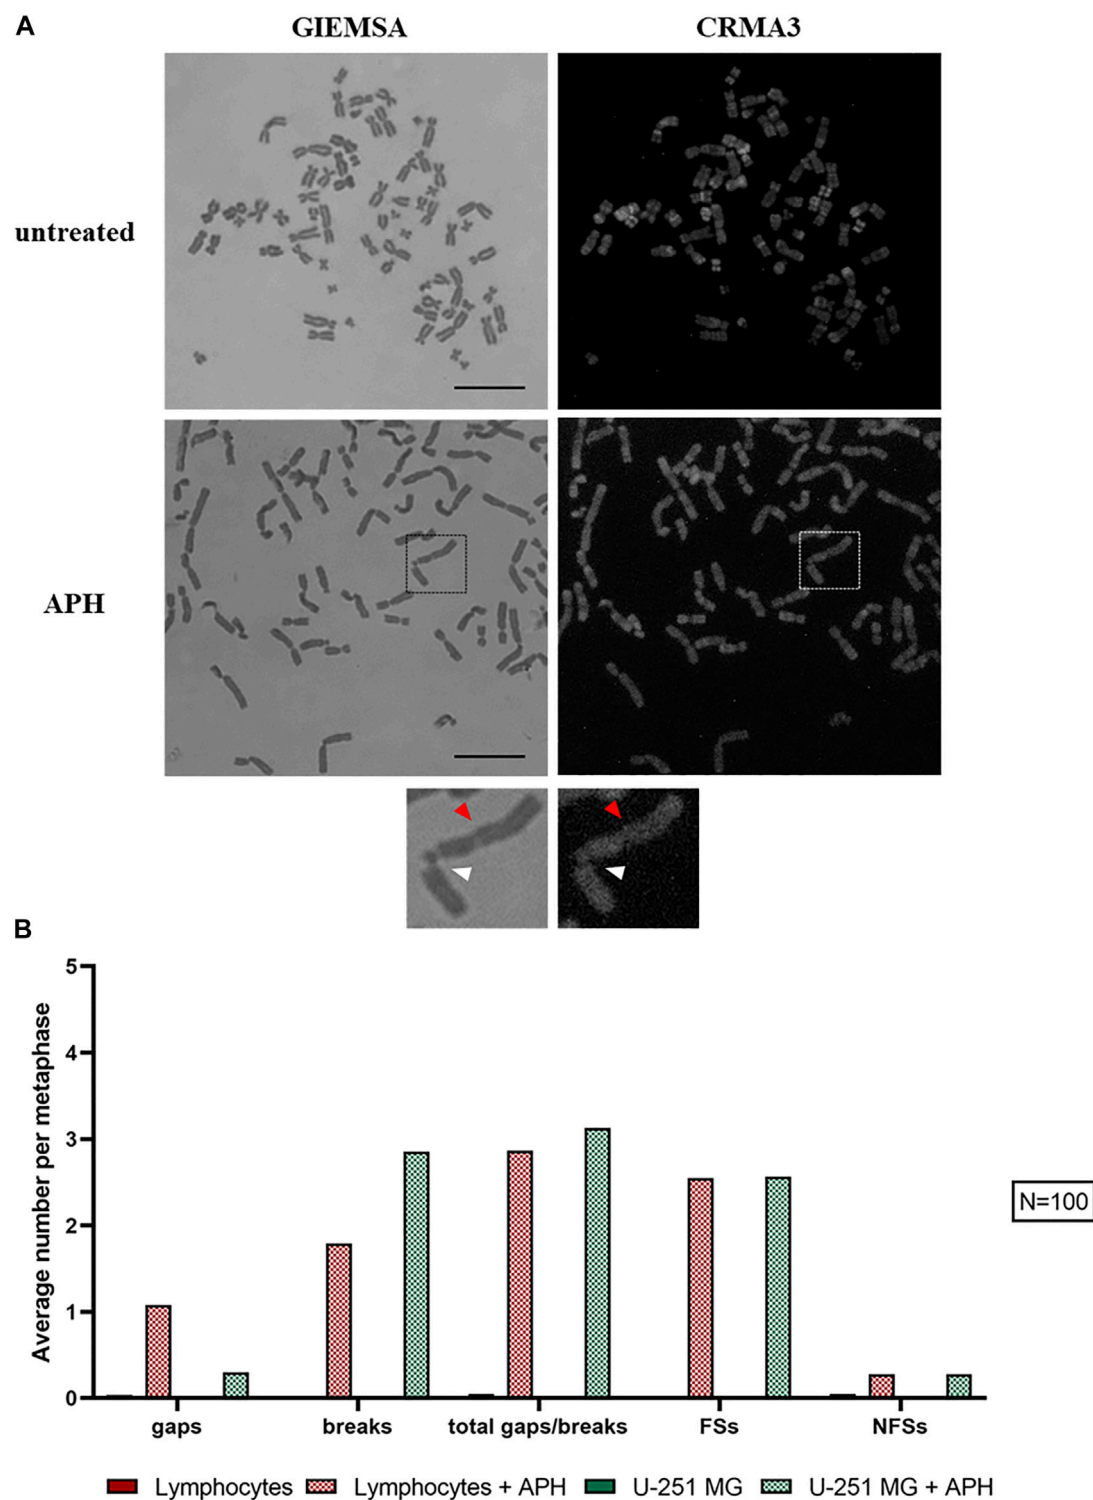 A
GIEMSA
CRMA3
untreated
APH
B
Average number per metaphase
5
4
3
2
1
0
gaps
breaks
total gaps/breaks
FSs
NFSs
N=100
Lymphocytes
Lymphocytes + APH
U-251 MG
U-251 MG + APH